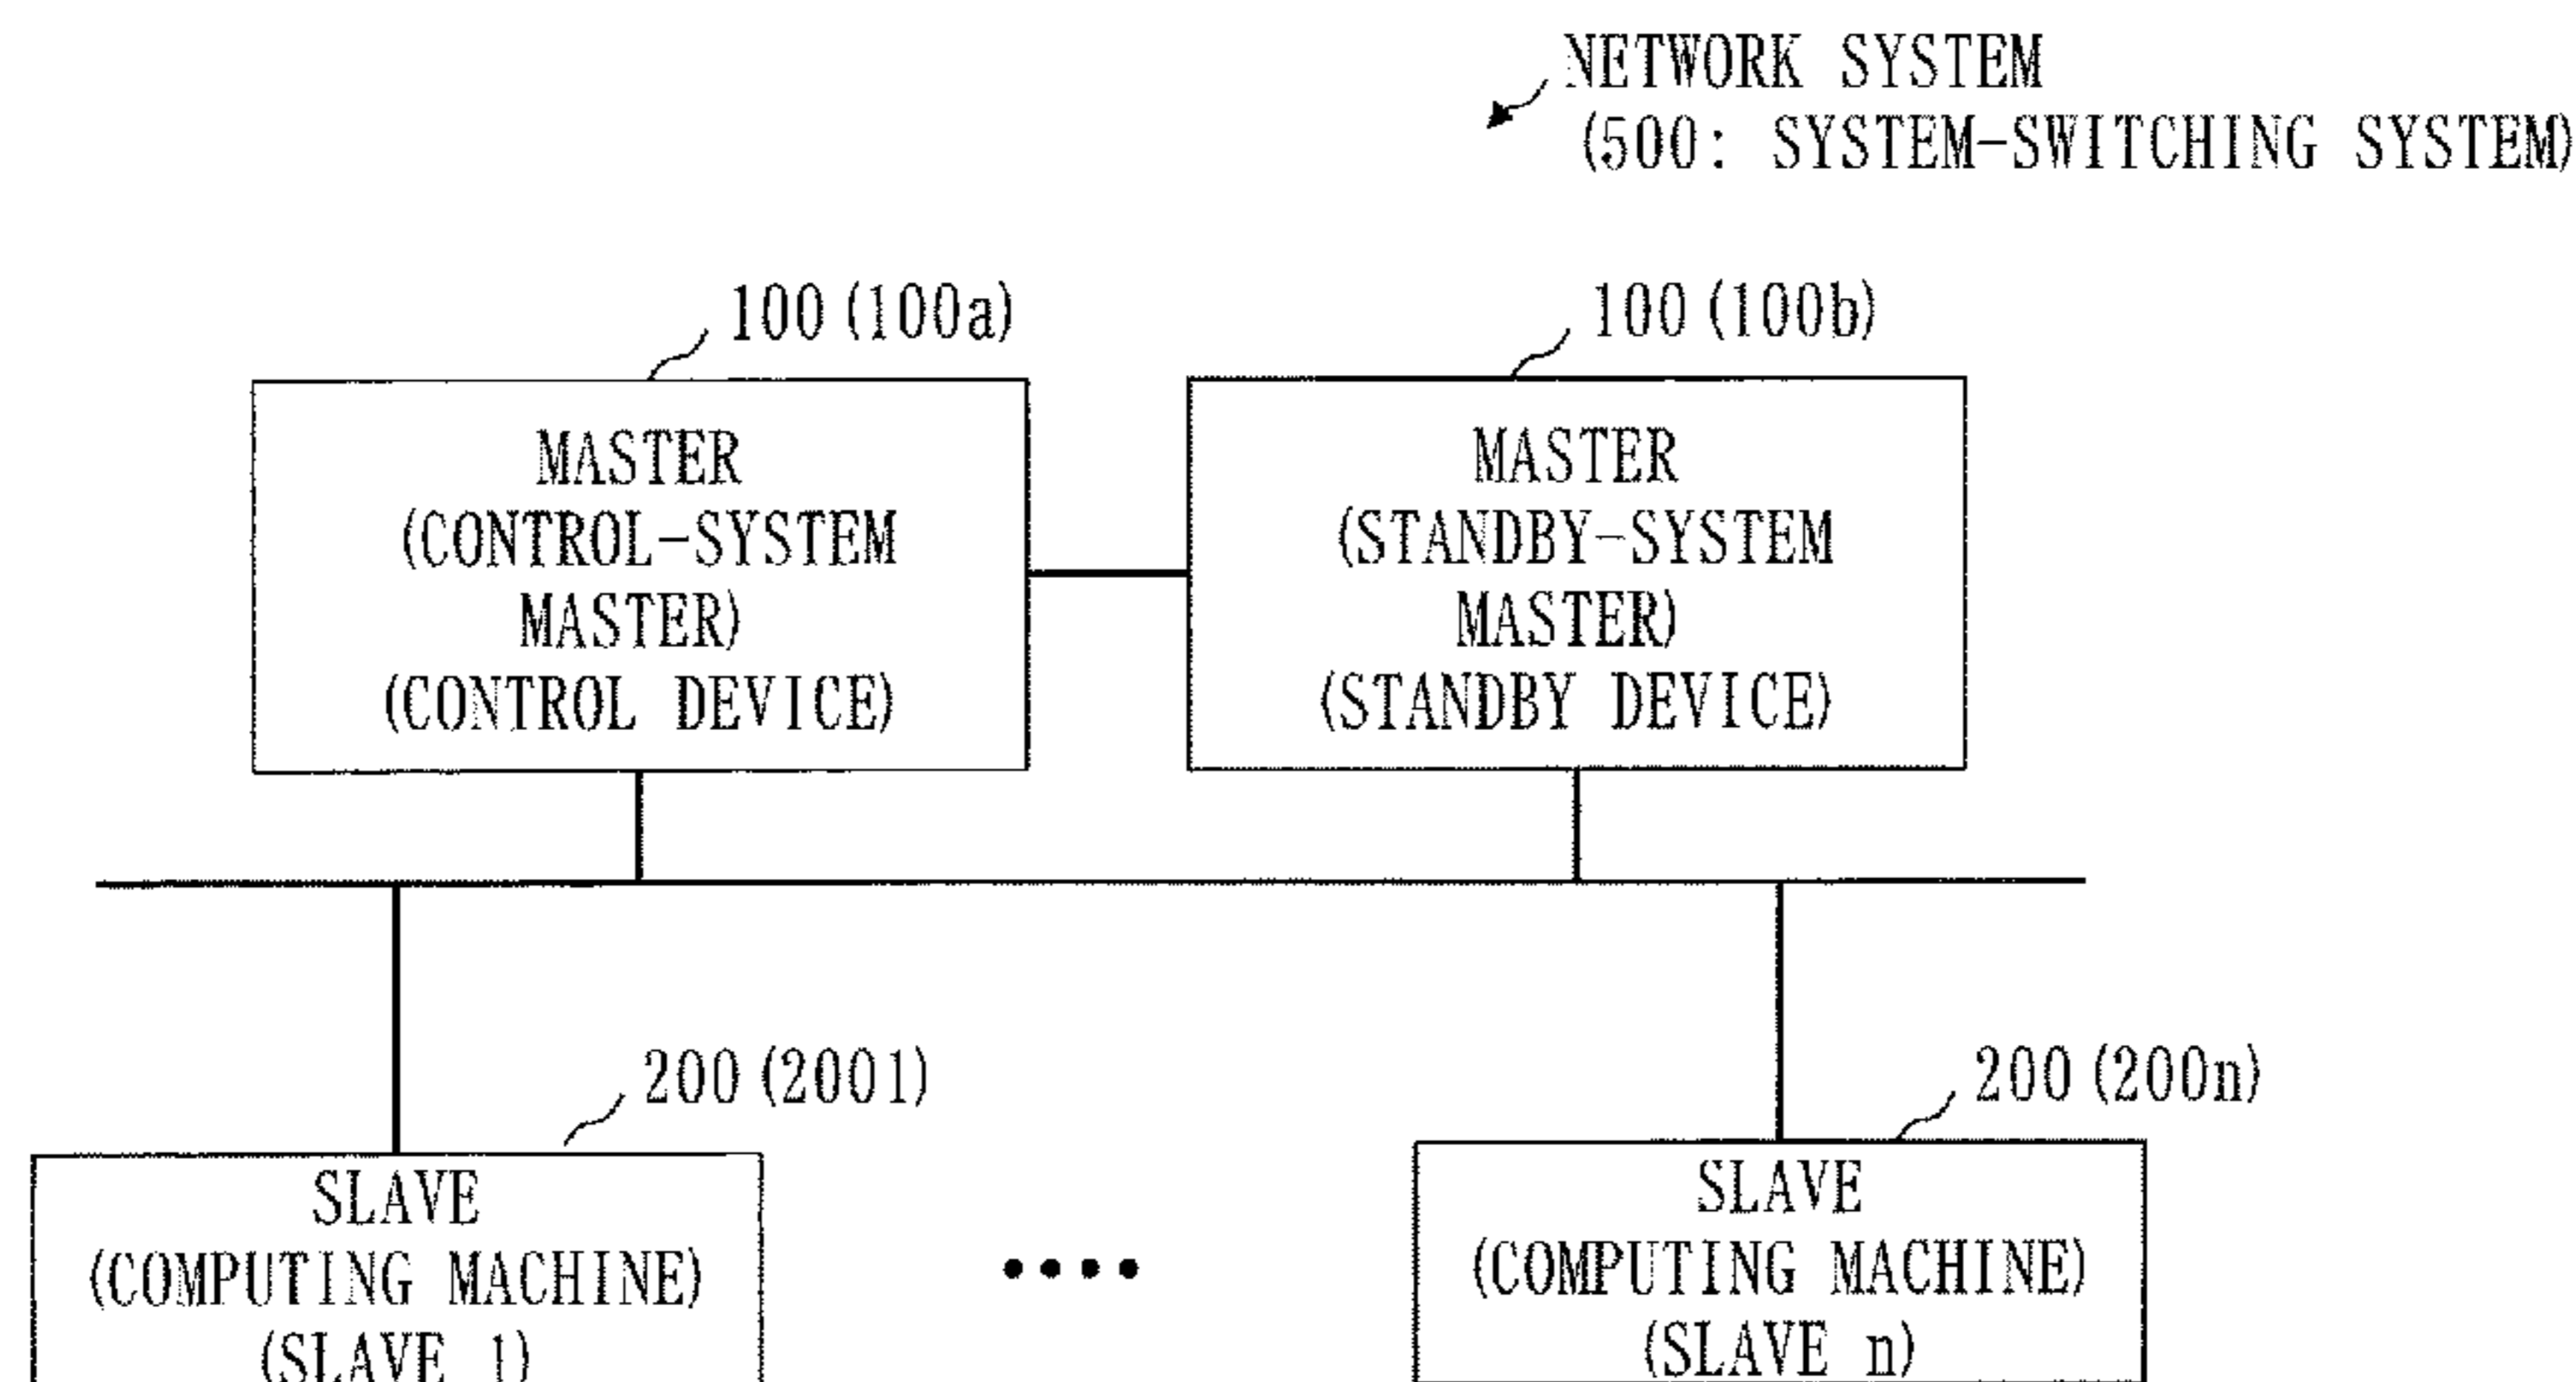 NETWORK SYSTEM
(500: SYSTEM-SWITCHING SYSTEM)
100 (100a)
100 (100b)
MASTER
(CONTROL-SYSTEM
MASTER)
(CONTROL DEVICE)
MASTER
(STANDBY-SYSTEM
MASTER)
(STANDBY DEVICE)
200 (2001)
200 (200n)
SLAVE
(COMPUTING MACHINE)
(SLAVE 1)
SLAVE
(COMPUTING MACHINE)
(SLAVE n)